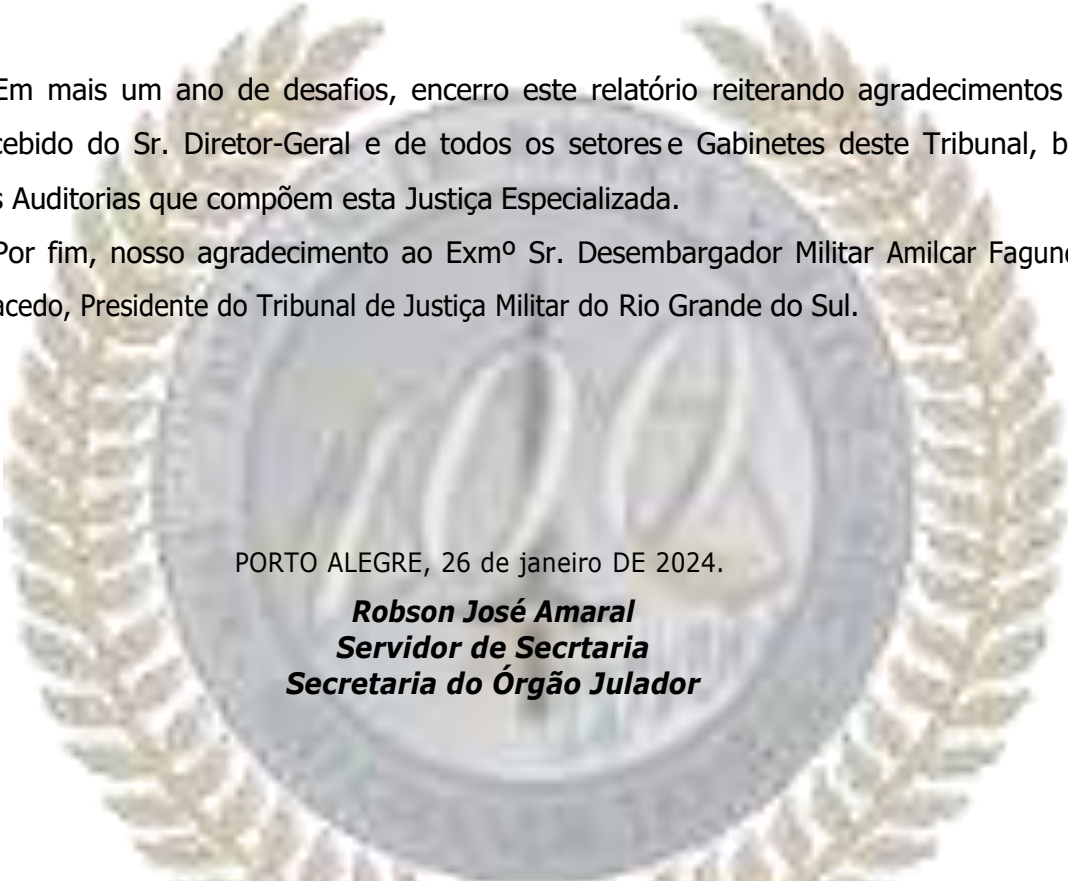 Em mais um ano de desafios, encerro este relatório reiterando agradecimentos
cebido do Sr. Diretor-Geral e de todos os setores e Gabinetes deste Tribunal, b
s Auditorias que compõem esta Justiça Especializada.
Por fim, nosso agradecimento ao Exmº Sr. Desembargador Militar Amilcar Fagund
acedo, Presidente do Tribunal de Justiça Militar do Rio Grande do Sul.
100
PORTO ALEGRE, 26 de janeiro DE 2024.
Robson José Amaral
Servidor de Secrtaria
Secretaria do Órgão Julador